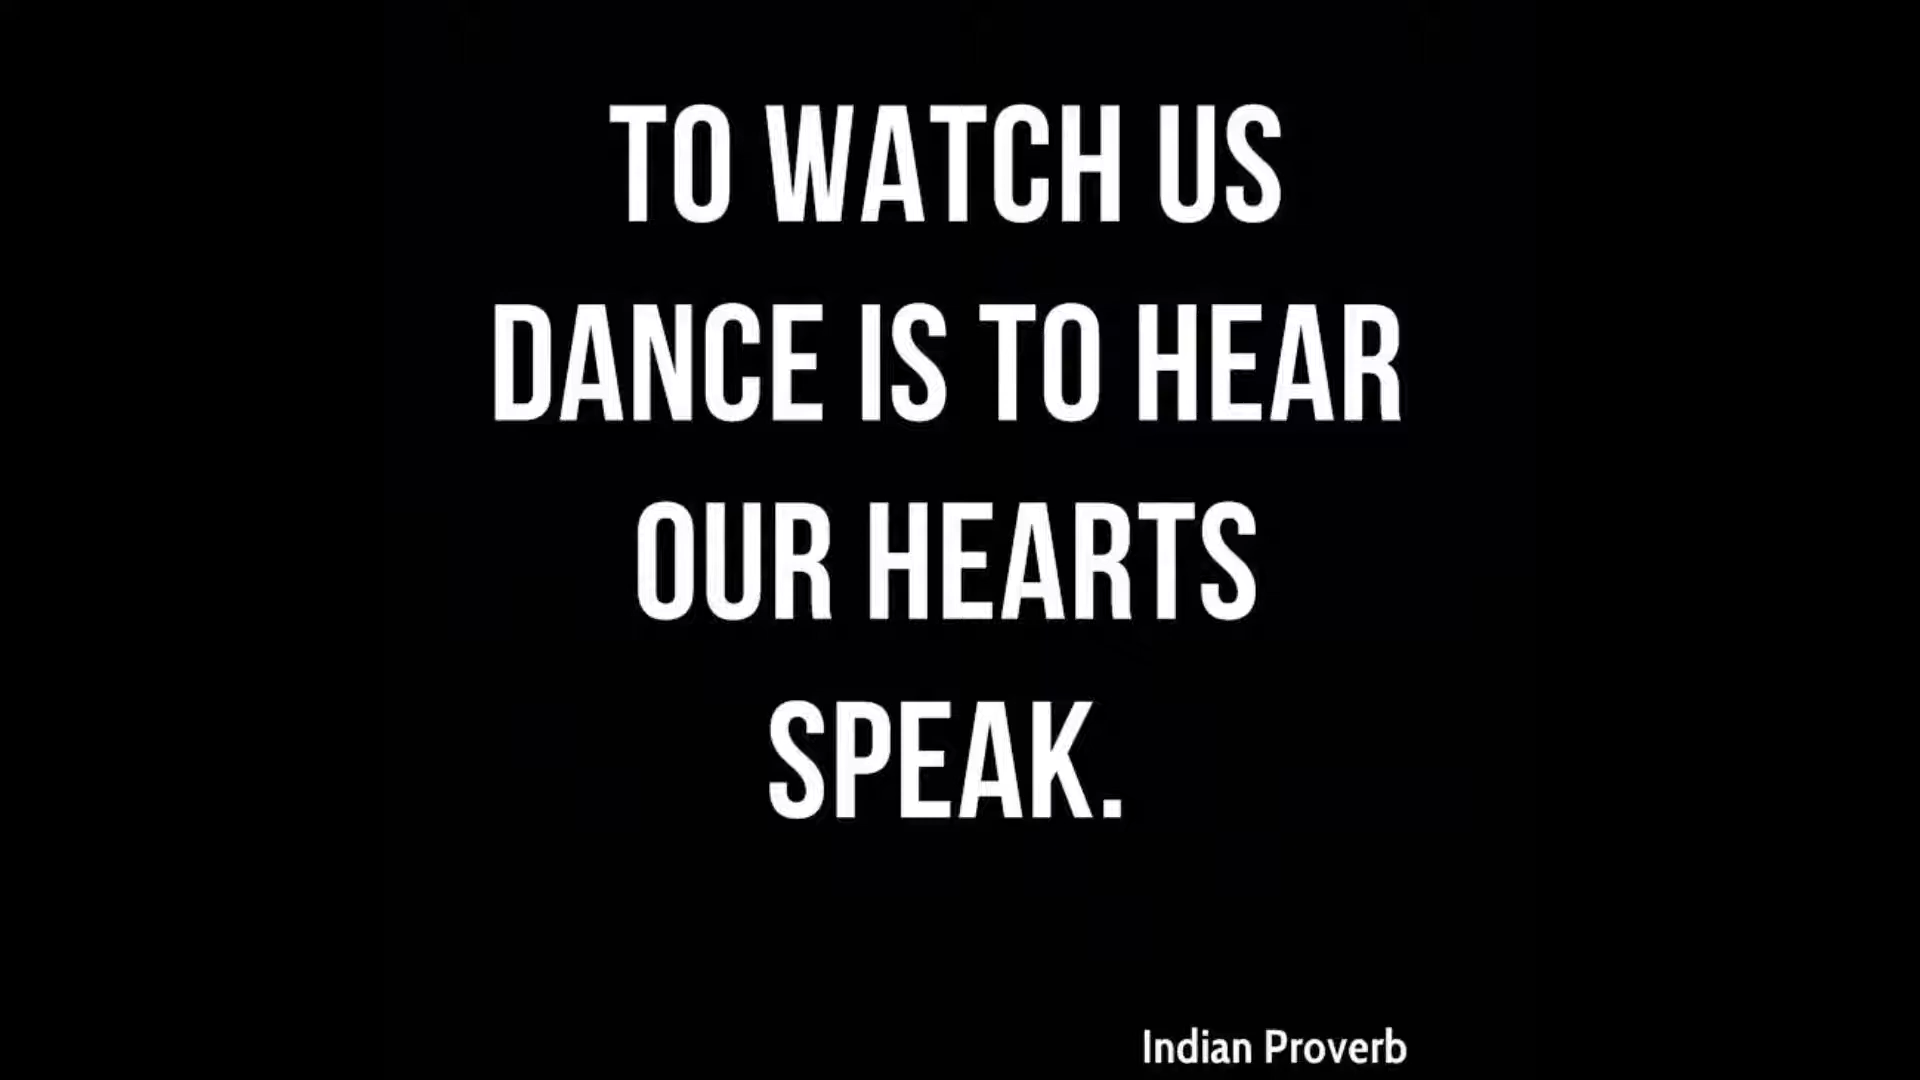 TO WATCH US
DANCE IS TO HEAR
OUR HEARTS
SPEAK.
Indian Proverb